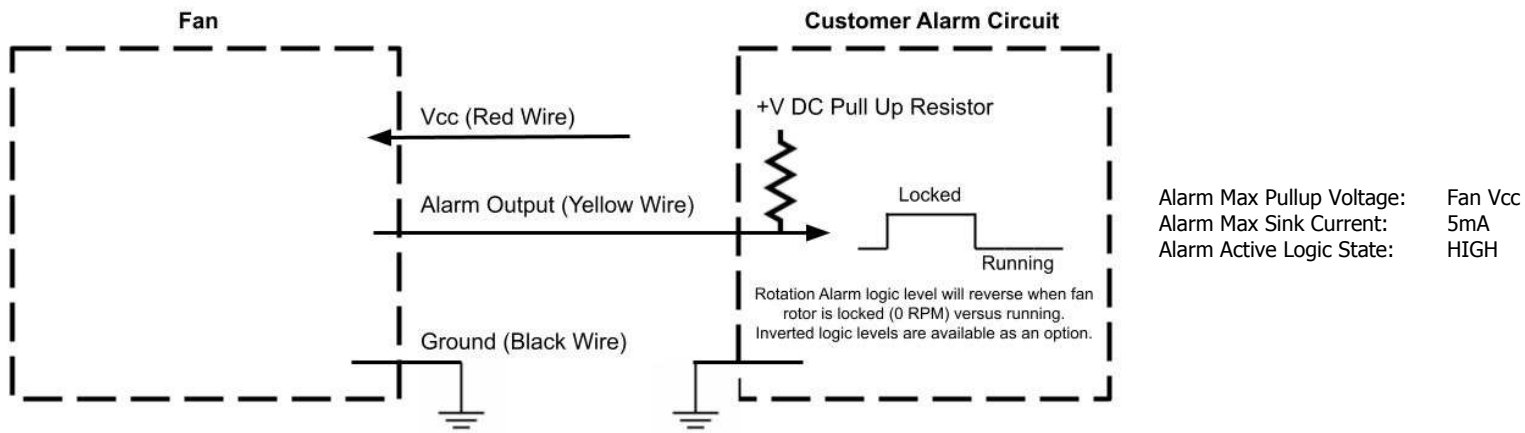 Fan
Customer Alarm Circuit
Vcc (Red Wire)
+V DC Pull Up Resistor
Alarm Output (Yellow Wire)
Locked
Running
Rotation Alarm logic level will reverse when fan
rotor is locked (0 RPM) versus running.
Inverted logic levels are available as an option.
Ground (Black Wire)
Alarm Max Pullup Voltage: Fan Vcc
Alarm Max Sink Current: 5mA
Alarm Active Logic State: HIGH